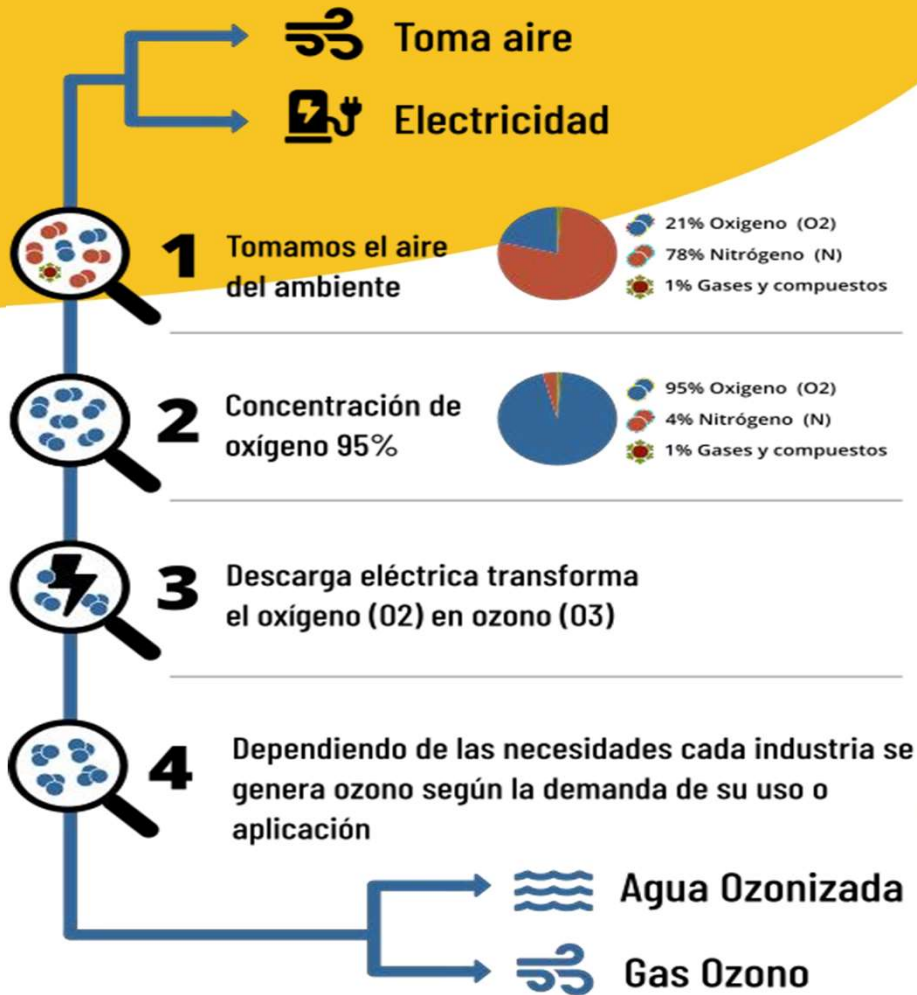 Toma aire
Electricidad
1
Tomamos el aire
del ambiente
21% Oxigeno (O2)
78% Nitrógeno (N)
1% Gases y compuestos
2
Concentración de
oxígeno 95%
95% Oxigeno (O2)
4% Nitrógeno (N)
1% Gases y compuestos
3
Descarga eléctrica transforma
el oxígeno (O2) en ozono (O3)
4
Dependiendo de las necesidades cada industria se
genera ozono según la demanda de su uso o
aplicación
Agua Ozonizada
Gas Ozono